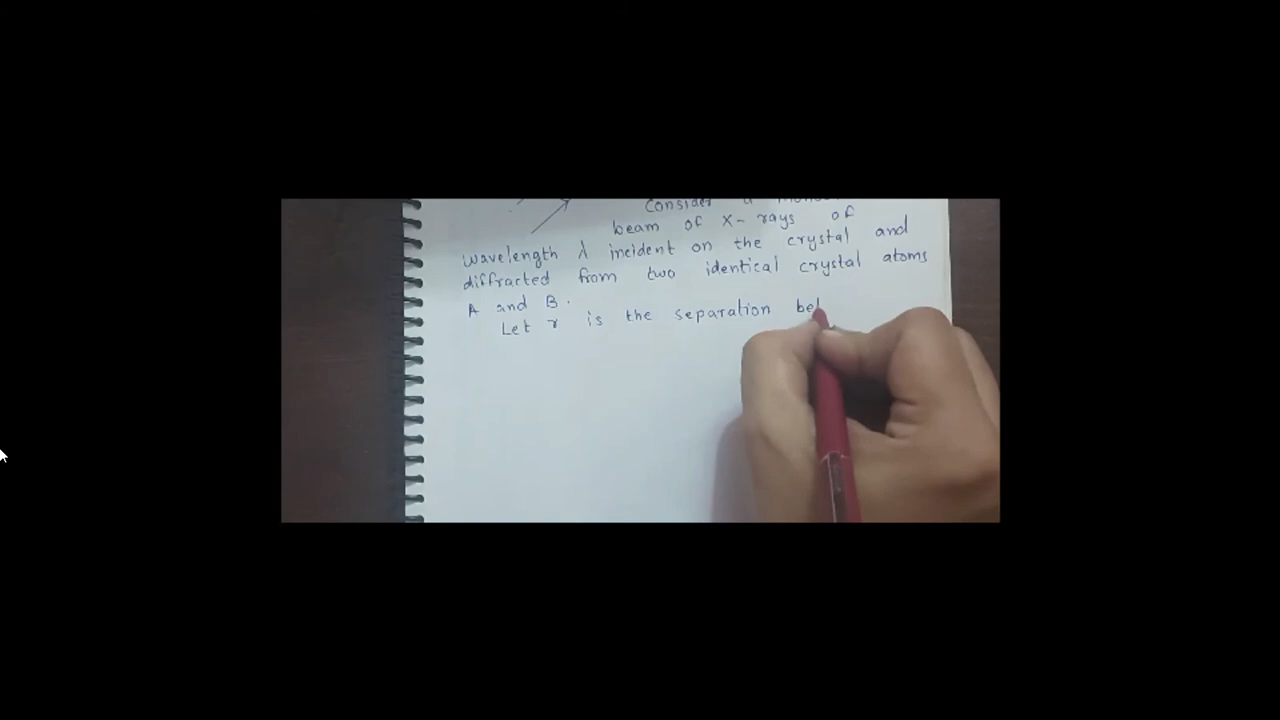 Consider a
beam of X-rays of
wavelength λ incident on the crystal and
diffracted from two identical crystal atoms
A and B.
Let r is the separation